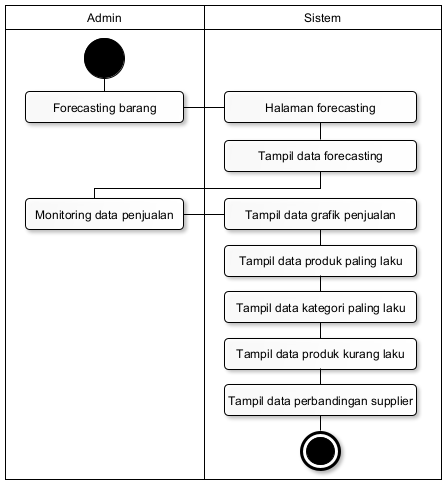 Admin
Sistem
Forecasting barang
Halaman forecasting
Tampil data forecasting
Monitoring data penjualan
Tampil data grafik penjualan
Tampil data produk paling laku
Tampil data kategori paling laku
Tampil data produk kurang laku
Tampil data perbandingan supplier